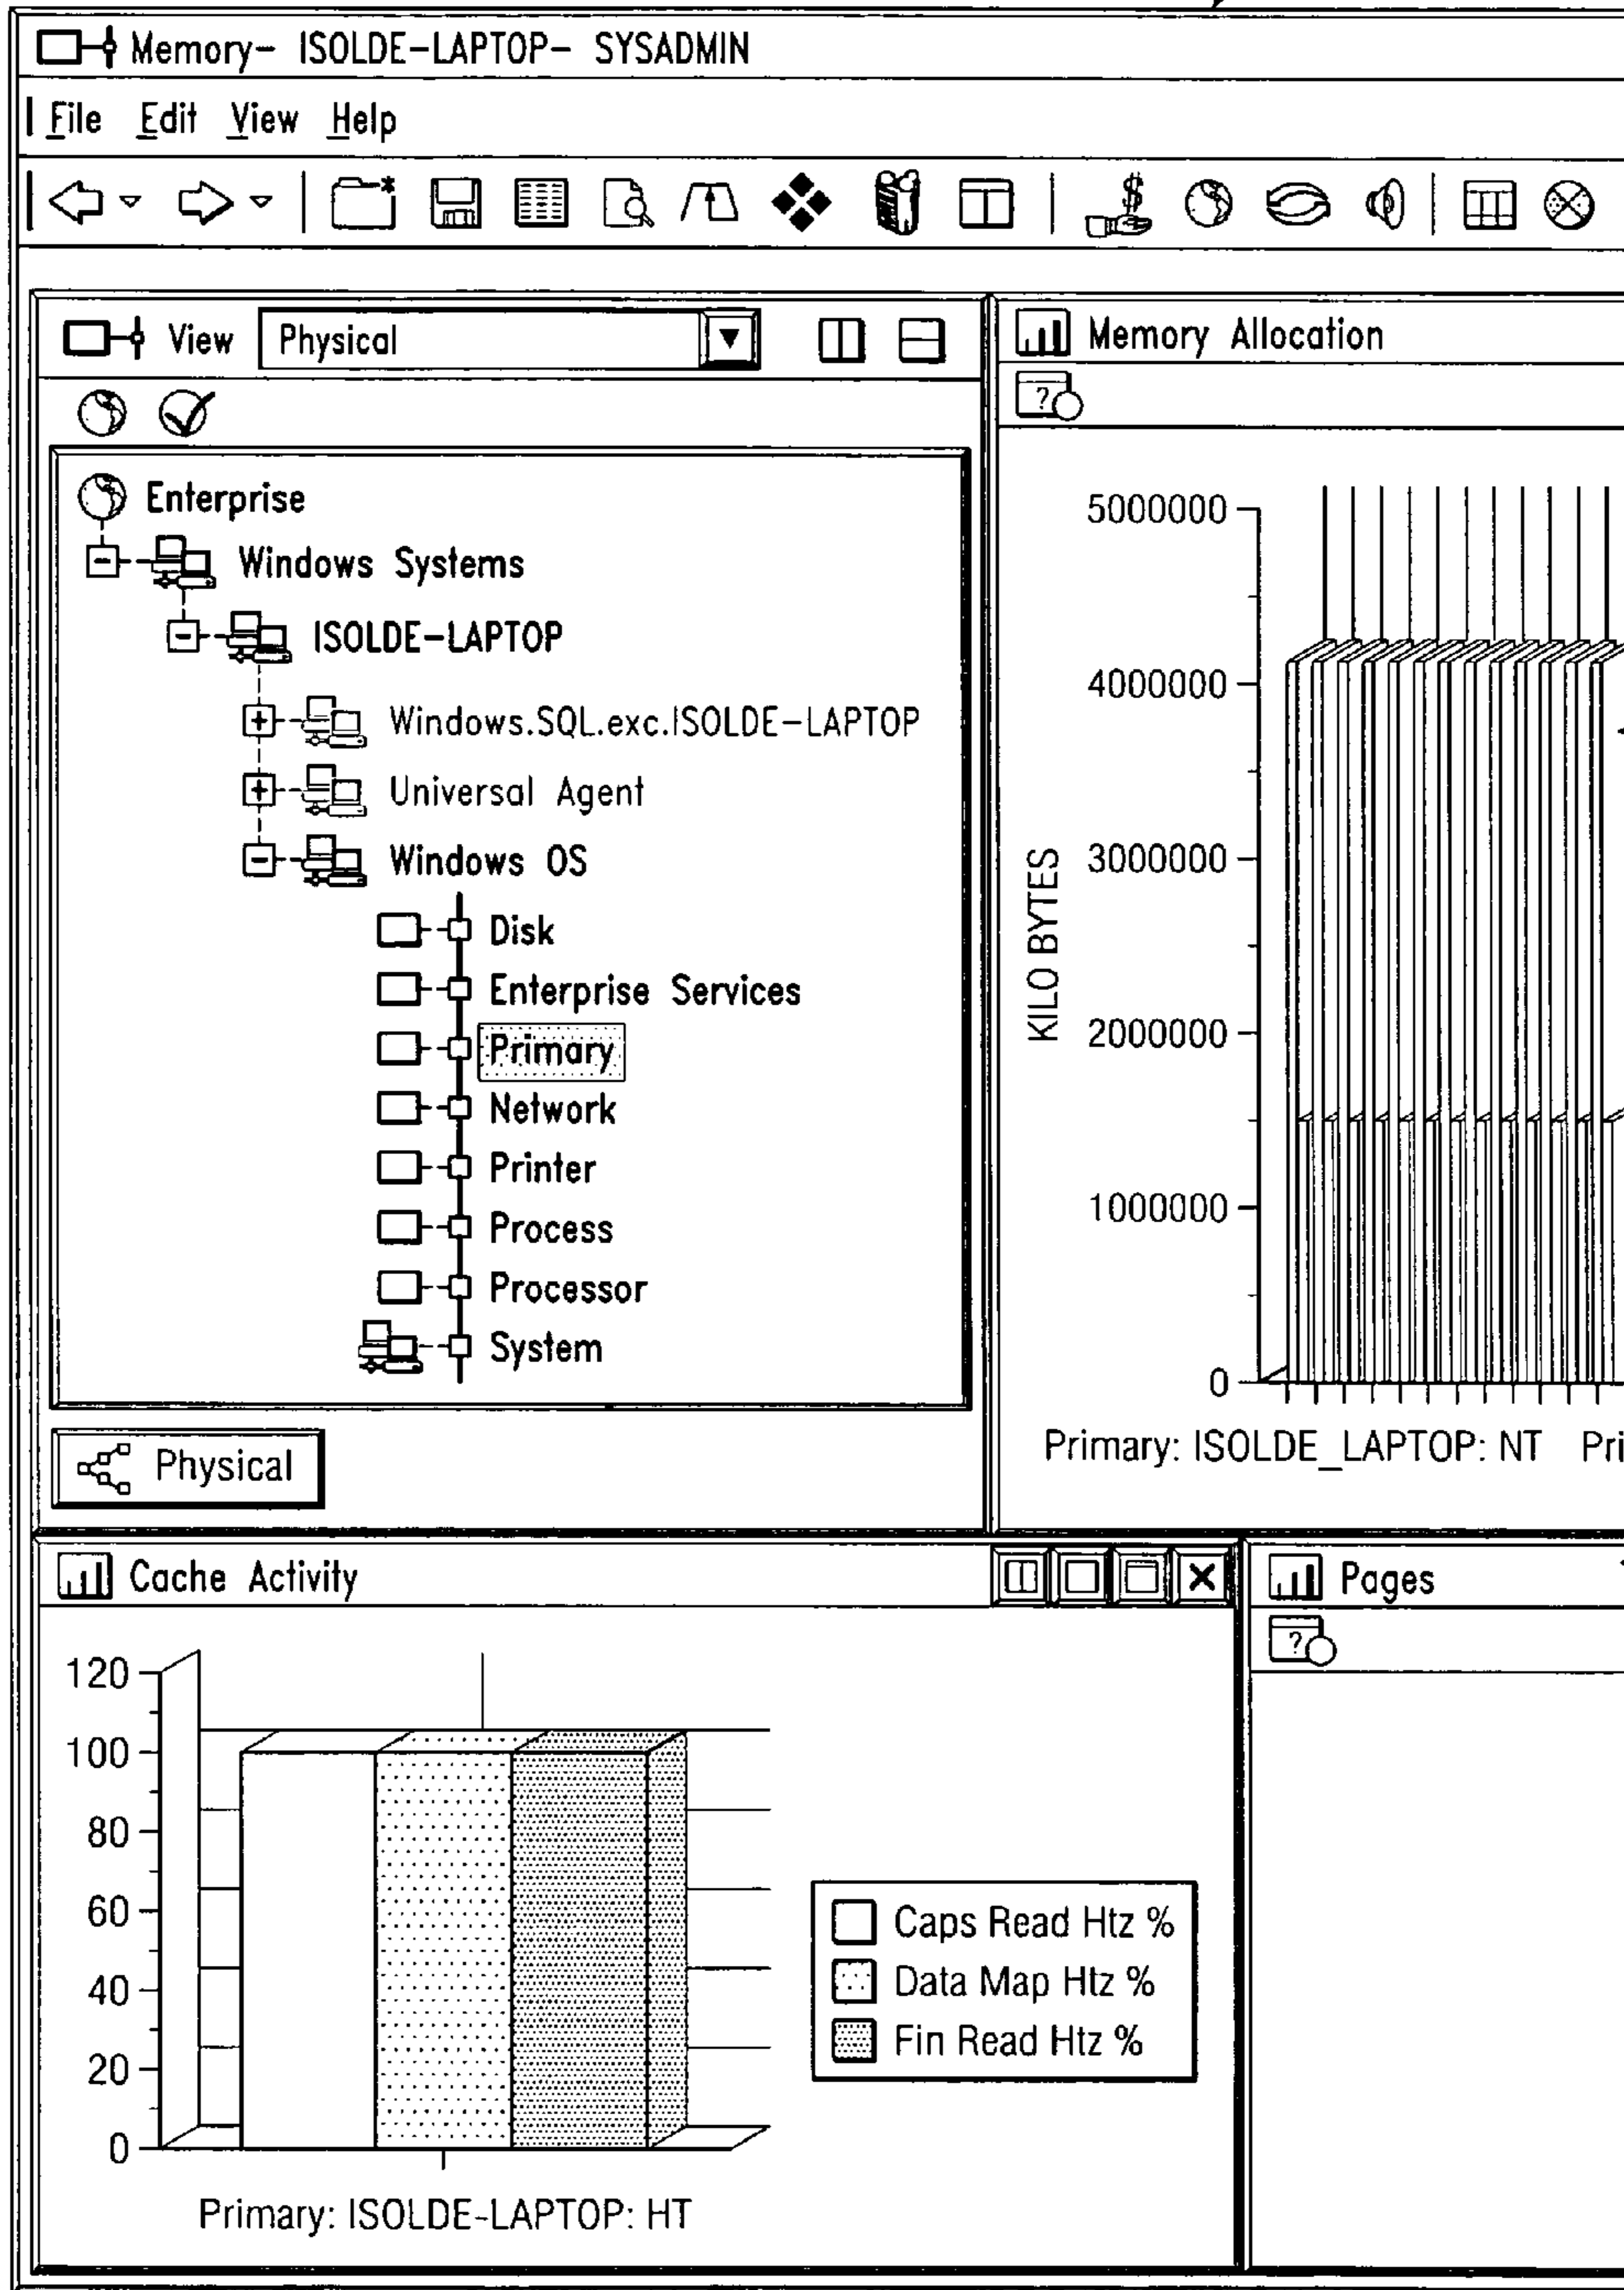 Memory- ISOLDE-LAPTOP- SYSADMIN
File Edit View Help
View Physical
Enterprise
Windows Systems
ISOLDE-LAPTOP
Windows.SQL.exc.ISOLDE-LAPTOP
Universal Agent
Windows OS
Disk
Enterprise Services
Primary
Network
Printer
Process
Processor
System
Physical
Memory Allocation
?
5000000
4000000
3000000
2000000
1000000
0
KILO BYTES
Primary: ISOLDE_LAPTOP: NT Pri
Cache Activity
120
100
80
60
40
20
0
Caps Read Htz %
Data Map Htz %
Fin Read Htz %
Primary: ISOLDE-LAPTOP: HT
Pages
?